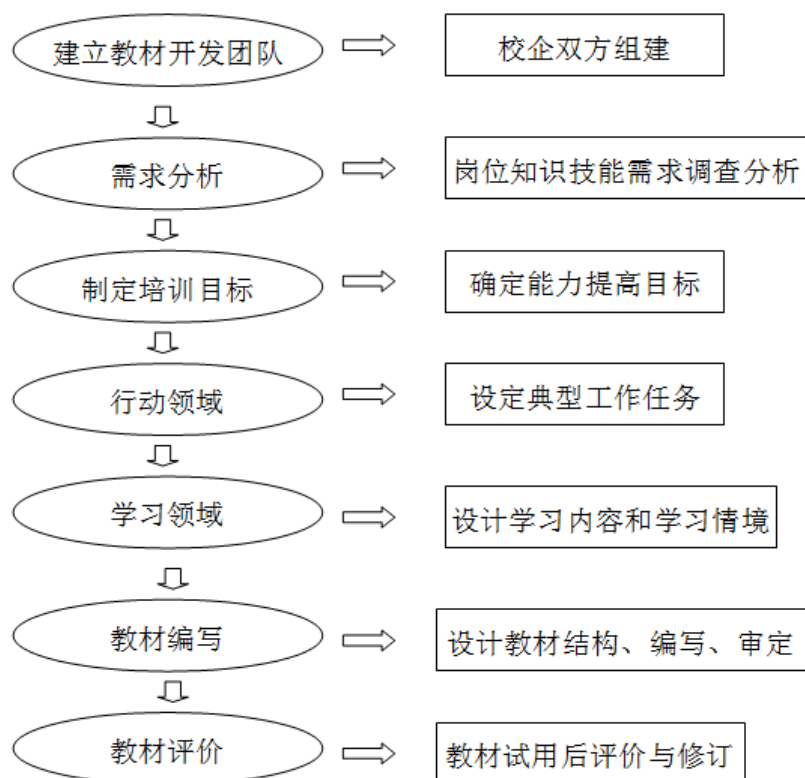 建立教材开发团队
校企双方组建
需求分析
岗位知识技能需求调查分析
制定培训目标
确定能力提高目标
行动领域
设定典型工作任务
学习领域
设计学习内容和学习情境
教材编写
设计教材结构、编写、审定
教材评价
教材试用后评价与修订